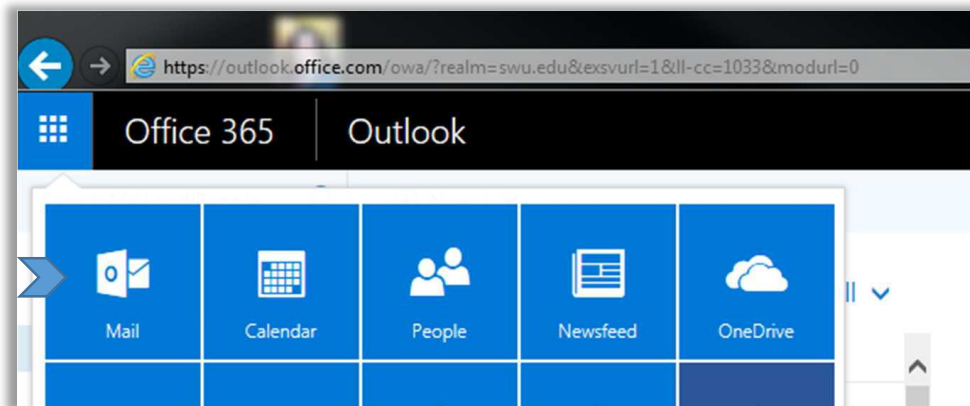 https://outlook.office.com/owa/?realm=swu.edu&exsvurl=1&ll-cc=1033&modurl=0
Office 365 Outlook
Mail Calendar People Newsfeed OneDrive